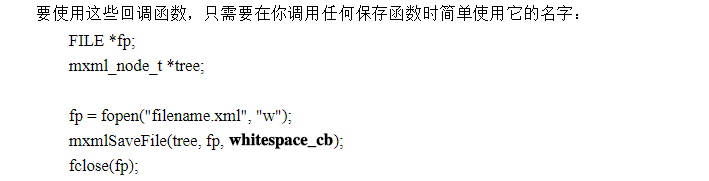 要使用这些回调函数，只需要在你调用任何保存函数时简单使用它的名字：
FILE *fp;
mxml_node_t *tree;
fp = fopen("filename.xml", "w");
mxmlSaveFile(tree, fp, whitespace_cb);
fclose(fp);